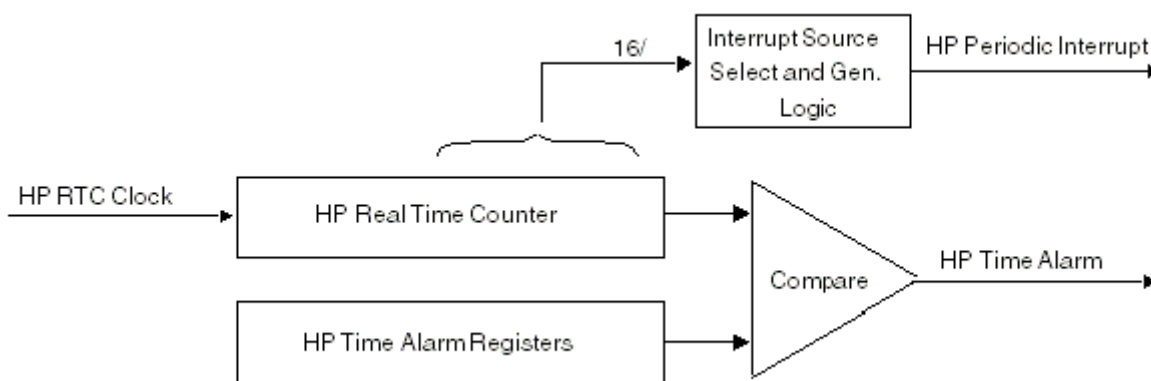 16/
Interrupt Source
Select and Gen.
Logic
HP Periodic Interrupt
HP RTC Clock
HP Real Time Counter
Compare
HP Time Alarm
HP Time Alarm Registers